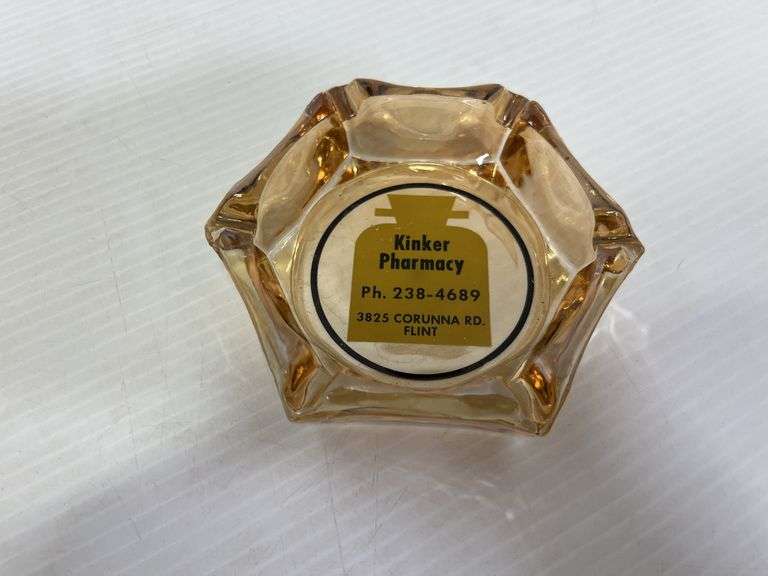 Kinker
Pharmacy
Ph. 238-4689
3825 CORUNNA RD.
FLINT